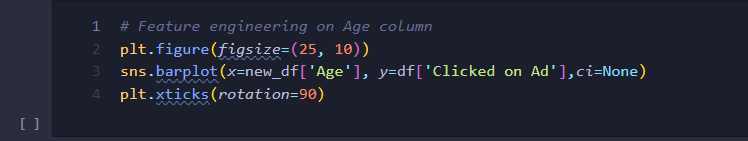 1 # Feature engineering on Age column
2 plt.figure(figsize=(25, 10))
3 sns.barplot(x=new_df['Age'], y=df['Clicked on Ad'],ci=None)
4 plt.xticks(rotation=90)
[ ]